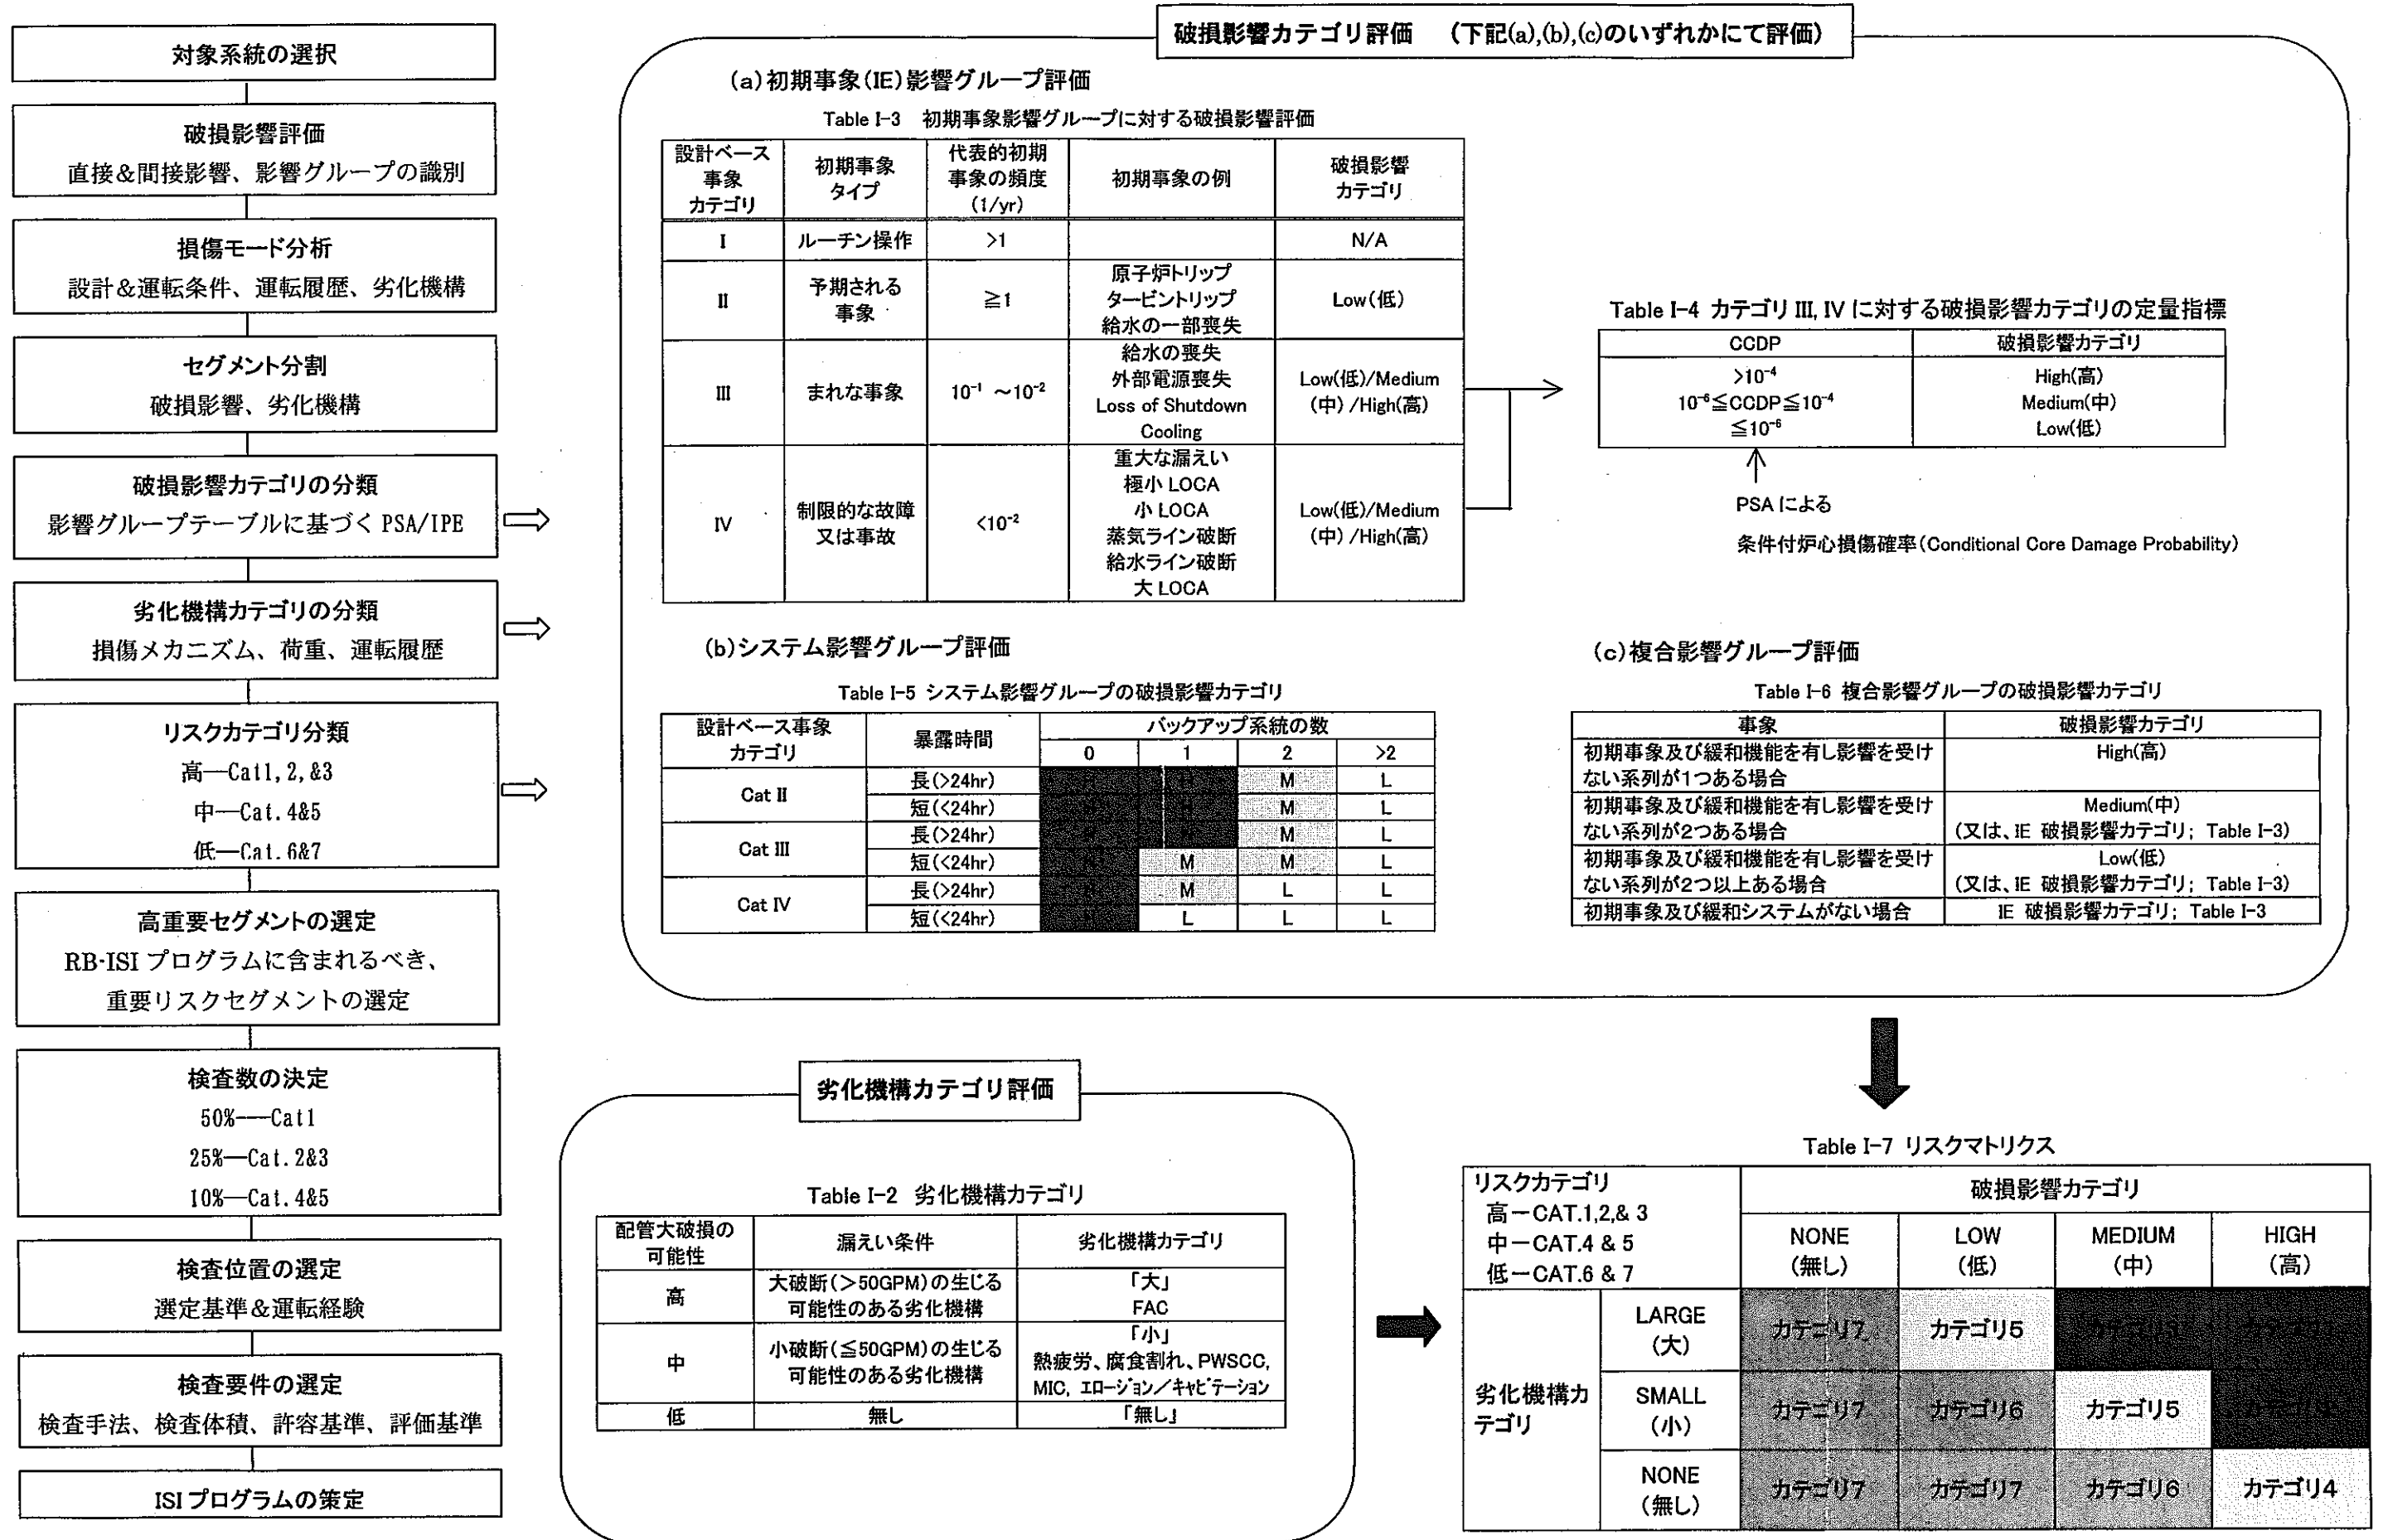 対象系統の選択
破損影響評価
直接＆間接影響、影響グループの識別
損傷モード分析
設計＆運転条件、運転履歴、劣化機構
セグメント分割
破損影響、劣化機構
破損影響カテゴリの分類
影響グループテーブルに基づく PSA/IPE
劣化機構カテゴリの分類
損傷メカニズム、荷重、運転履歴
リスクカテゴリ分類
高―Cat1, 2, &3
中―Cat. 4&5
低―Cat. 6&7
高重要セグメントの選定
RB-ISI プログラムに含まれるべき、
重要リスクセグメントの選定
検査数の決定
50%―Cat1
25%―Cat. 2&3
10%―Cat. 4&5
検査位置の選定
選定基準＆運転経験
検査要件の選定
検査手法、検査体積、許容基準、評価基準
ISI プログラムの策定
破損影響カテゴリ評価 (下記(a),(b),(c)のいずれかにて評価)
(a)初期事象(IE)影響グループ評価
Table I-3 初期事象影響グループに対する破損影響評価
設計ベース
事象
カテゴリ
初期事象
タイプ
代表的初期
事象の頻度
(1/yr)
初期事象の例
破損影響
カテゴリ
I
ルーチン操作
>1
N/A
II
予期される
事象
≧1
原子炉トリップ
タービントリップ
給水の一部喪失
Low(低)
III
まれな事象
10⁻¹ ～10⁻²
給水の喪失
外部電源喪失
Loss of Shutdown
Cooling
Low(低)/Medium
(中) /High(高)
IV
制限的な故障
又は事故
<10⁻²
重大な漏えい
極小 LOCA
小 LOCA
蒸気ライン破断
給水ライン破断
大 LOCA
Low(低)/Medium
(中) /High(高)
Table I-4 カテゴリ III, IV に対する破損影響カテゴリの定量指標
CCDP 破損影響カテゴリ
>10⁻⁴ High(高)
10⁻⁶≦CCDP≦10⁻⁴ Medium(中)
≦10⁻⁶ Low(低)
PSA による
条件付炉心損傷確率(Conditional Core Damage Probability)
(b)システム影響グループ評価
Table I-5 システム影響グループの破損影響カテゴリ
設計ベース事象
カテゴリ
暴露時間
バックアップ系統の数
0 1 2 >2
Cat II
長(>24hr) M L
短(<24hr) M L
Cat III
長(>24hr) M L
短(<24hr) M M L
Cat IV
長(>24hr) M L L
短(<24hr) L L L
(c)複合影響グループ評価
Table I-6 複合影響グループの破損影響カテゴリ
事象 破損影響カテゴリ
初期事象及び緩和機能を有し影響を受け
ない系列が1つある場合
High(高)
初期事象及び緩和機能を有し影響を受け
ない系列が2つある場合
Medium(中)
(又は、IE 破損影響カテゴリ; Table I-3)
初期事象及び緩和機能を有し影響を受け
ない系列が2つ以上ある場合
Low(低)
(又は、IE 破損影響カテゴリ; Table I-3)
初期事象及び緩和システムがない場合
IE 破損影響カテゴリ; Table I-3
劣化機構カテゴリ評価
Table I-2 劣化機構カテゴリ
配管大破損の
可能性
漏えい条件
劣化機構カテゴリ
高
大破断(＞50GPM)の生じる
可能性のある劣化機構
「大」
FAC
中
小破断(≦50GPM)の生じる
可能性のある劣化機構
「小」
熱疲労、腐食割れ、PWSCC,
MIC, エロージョン／キャビテーション
低
無し
「無し」
Table I-7 リスクマトリクス
リスクカテゴリ
高－CAT.1,2,& 3
中－CAT.4 & 5
低－CAT.6 & 7
破損影響カテゴリ
NONE
(無し)
LOW
(低)
MEDIUM
(中)
HIGH
(高)
劣化機構カ
テゴリ
LARGE
(大)
カテゴリ7 カテゴリ5
SMALL
(小)
カテゴリ7 カテゴリ6 カテゴリ5
NONE
(無し)
カテゴリ7 カテゴリ7 カテゴリ6 カテゴリ4